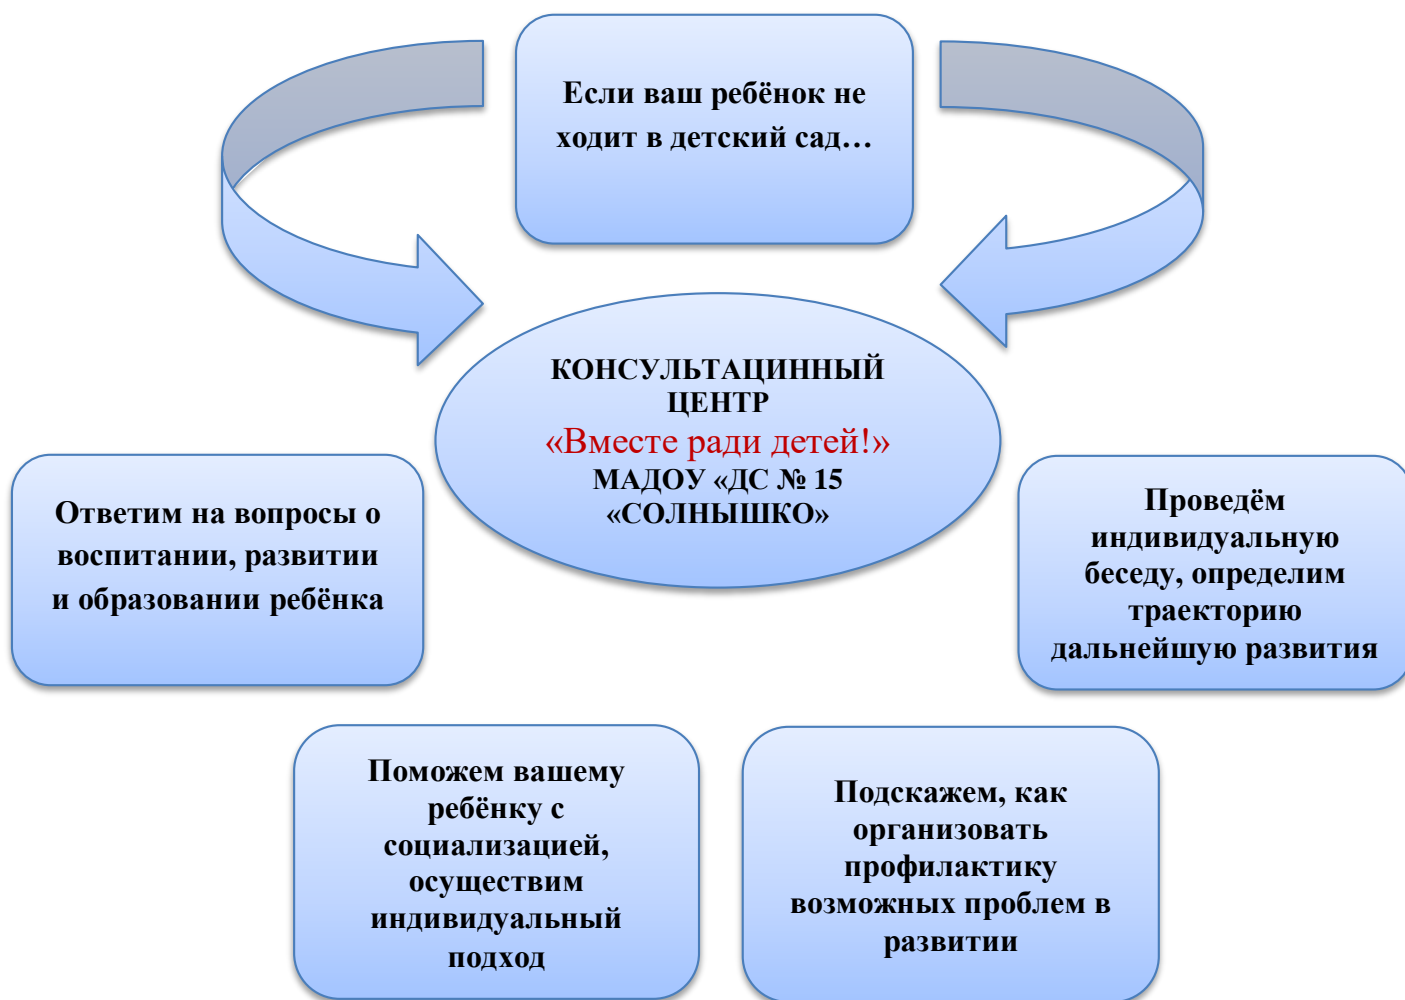 Если ваш ребёнок не
ходит в детский сад…
КОНСУЛЬТАЦИННЫЙ
ЦЕНТР
«Вместе ради детей!»
МАДОУ «ДС № 15
«СОЛНЫШКО»
Ответим на вопросы о
воспитании, развитии
и образовании ребёнка
Проведём
индивидуальную
беседу, определим
траекторию
дальнейшую развития
Поможем вашему
ребёнку с
социализацией,
осуществим
индивидуальный
подход
Подскажем, как
организовать
профилактику
возможных проблем в
развитии